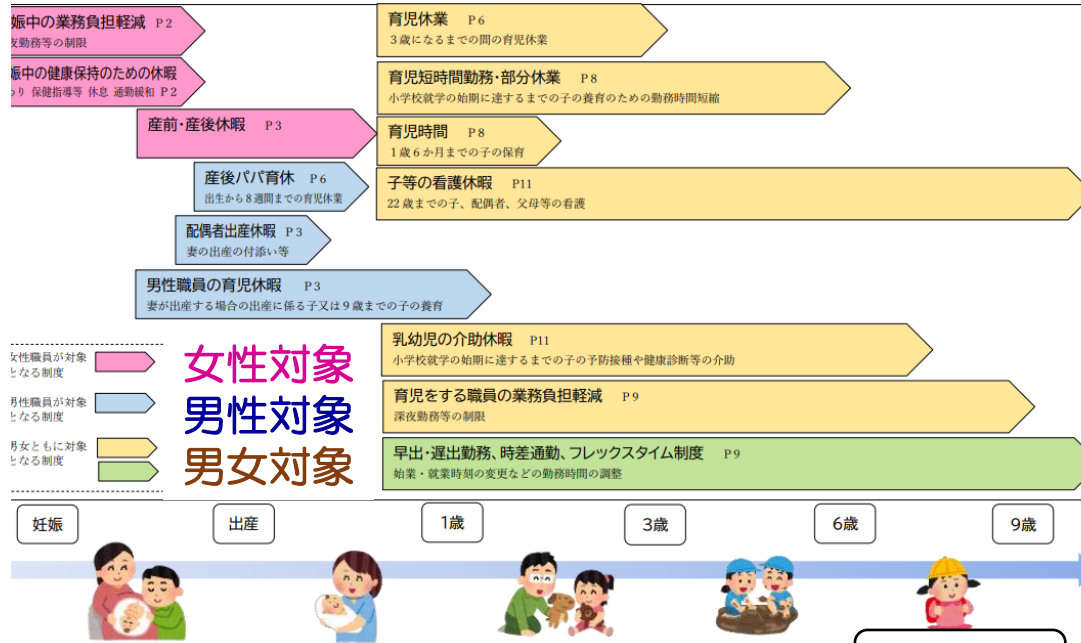 娠中の業務負担軽減 P2
夜勤務等の制限
娠中の健康保持のための休暇
わり 保健指導等 休息 通勤緩和 P2
産前・産後休暇 P3
産後パパ育休 P6
出生から8週間までの育児休業
配偶者出産休暇 P3
妻の出産の付添い等
男性職員の育児休暇 P3
妻が出産する場合の出産に係る子又は9歳までの子の養育
育児休業 P6
3歳になるまでの間の育児休業
育児短時間勤務・部分休業 P8
小学校就学の始期に達するまでの子の養育のための勤務時間短縮
育児時間 P8
1歳6か月までの子の保育
子等の看護休暇 P11
22歳までの子、配偶者、父母等の看護
乳幼児の介助休暇 P11
小学校就学の始期に達するまでの子の予防接種や健康診断等の介助
育児をする職員の業務負担軽減 P9
深夜勤務等の制限
早出・遅出勤務、時差通勤、フレックスタイム制度 P9
始業・就業時刻の変更などの勤務時間の調整
女性職員が対象
となる制度
男性職員が対象
となる制度
男女ともに対象
となる制度
女性対象
男性対象
男女対象
妊娠
出産
1歳
3歳
6歳
9歳